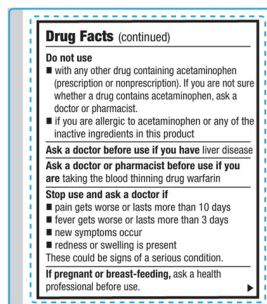 Drug Facts (continued)
Do not use
■ with any other drug containing acetaminophen
(prescription or nonprescription). If you are not sure
whether a drug contains acetaminophen, ask a
doctor or pharmacist.
■ if you are allergic to acetaminophen or any of the
inactive ingredients in this product
Ask a doctor before use if you have liver disease
Ask a doctor or pharmacist before use if you
are taking the blood thinning drug warfarin
Stop use and ask a doctor if
■ pain gets worse or lasts more than 10 days
■ fever gets worse or lasts more than 3 days
■ new symptoms occur
■ redness or swelling is present
These could be signs of a serious condition.
If pregnant or breast-feeding, ask a health
professional before use.